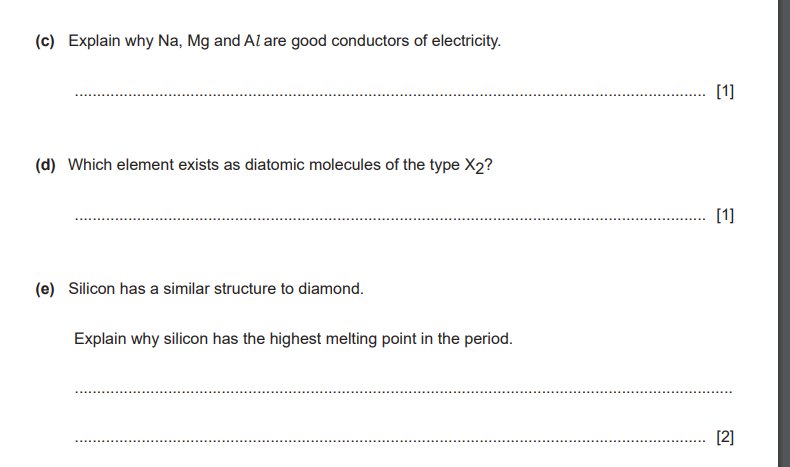 (c) Explain why Na, Mg and Al are good conductors of electricity.
.................................................................................................................................................. [1]
(d) Which element exists as diatomic molecules of the type X2?
.................................................................................................................................................. [1]
(e) Silicon has a similar structure to diamond.
Explain why silicon has the highest melting point in the period.
........................................................................................................................................................
.................................................................................................................................................. [2]